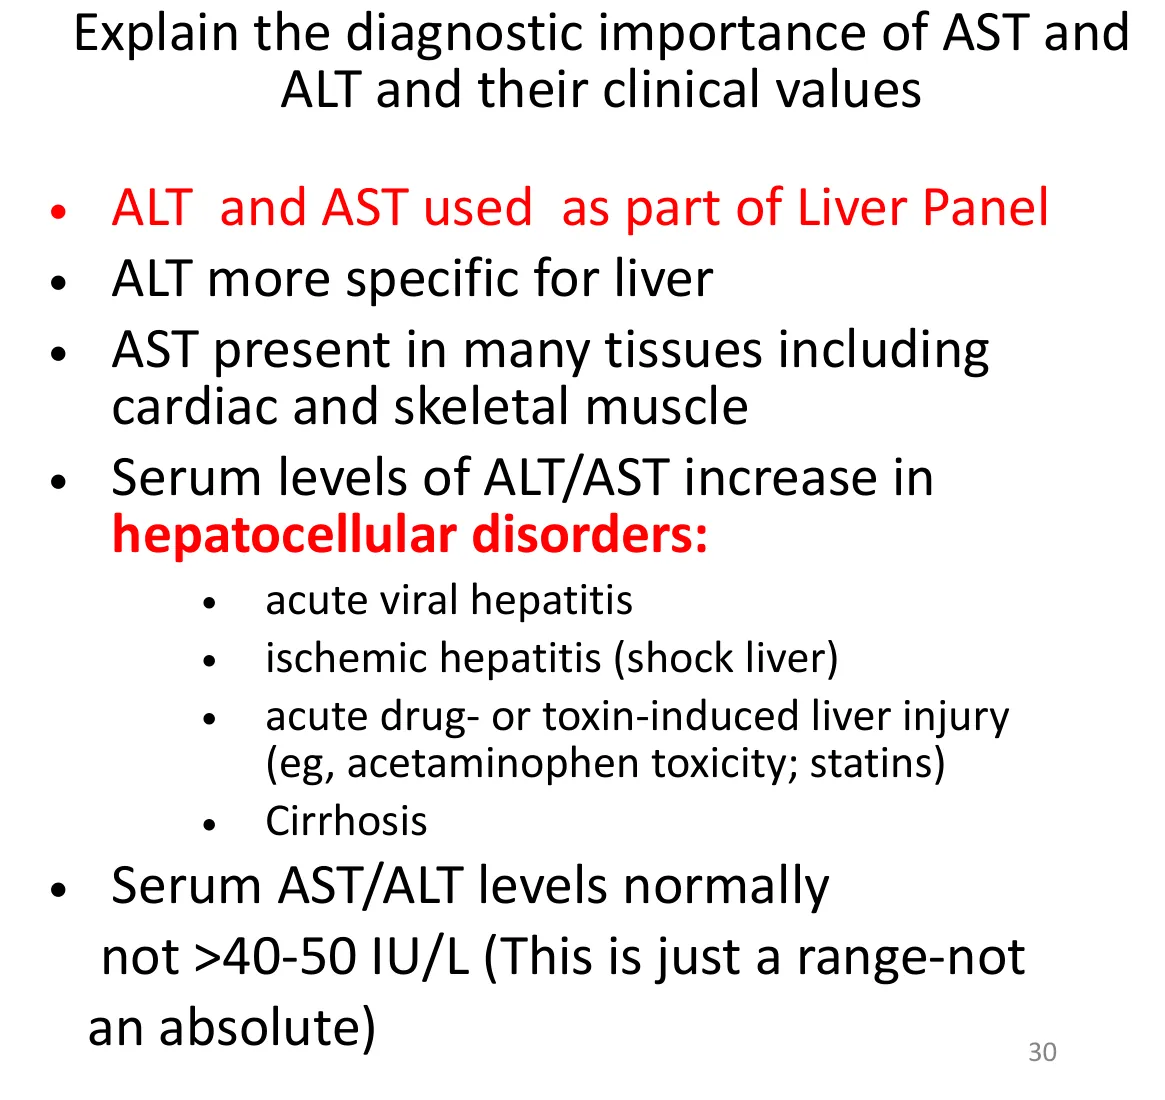 Explain the diagnostic importance of AST and
ALT and their clinical values
• ALT and AST used as part of Liver Panel
• ALT more specific for liver
• AST present in many tissues including
cardiac and skeletal muscle
• Serum levels of ALT/AST increase in
hepatocellular disorders:
• acute viral hepatitis
• ischemic hepatitis (shock liver)
• acute drug- or toxin-induced liver injury
(eg, acetaminophen toxicity; statins)
• Cirrhosis
• Serum AST/ALT levels normally
not >40-50 IU/L (This is just a range-not
an absolute)
30